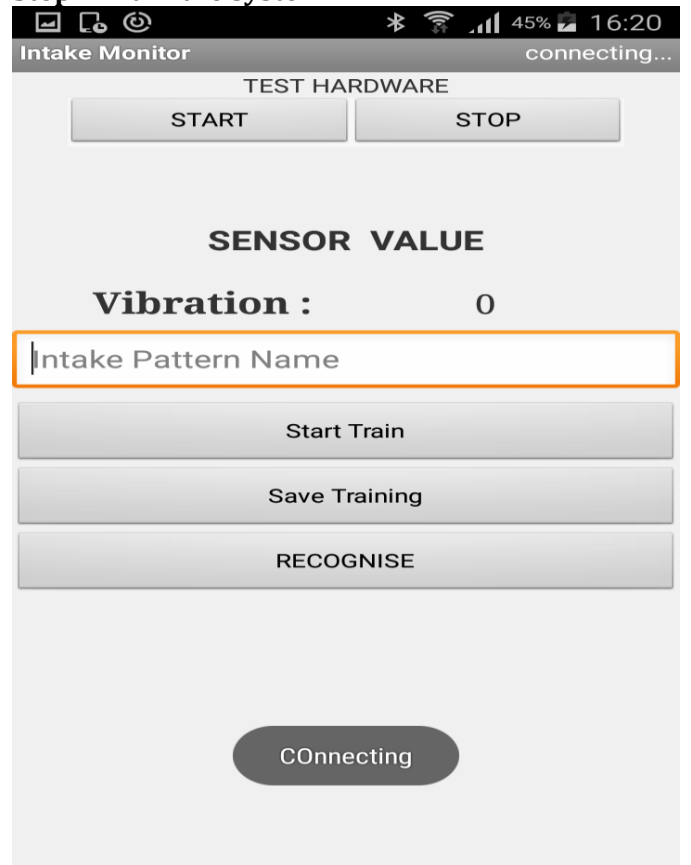 45% 16:20
Intake Monitor connecting...
TEST HARDWARE
START STOP
SENSOR VALUE
Vibration : 0
Intake Pattern Name
Start Train
Save Training
RECOGNISE
COnnecting